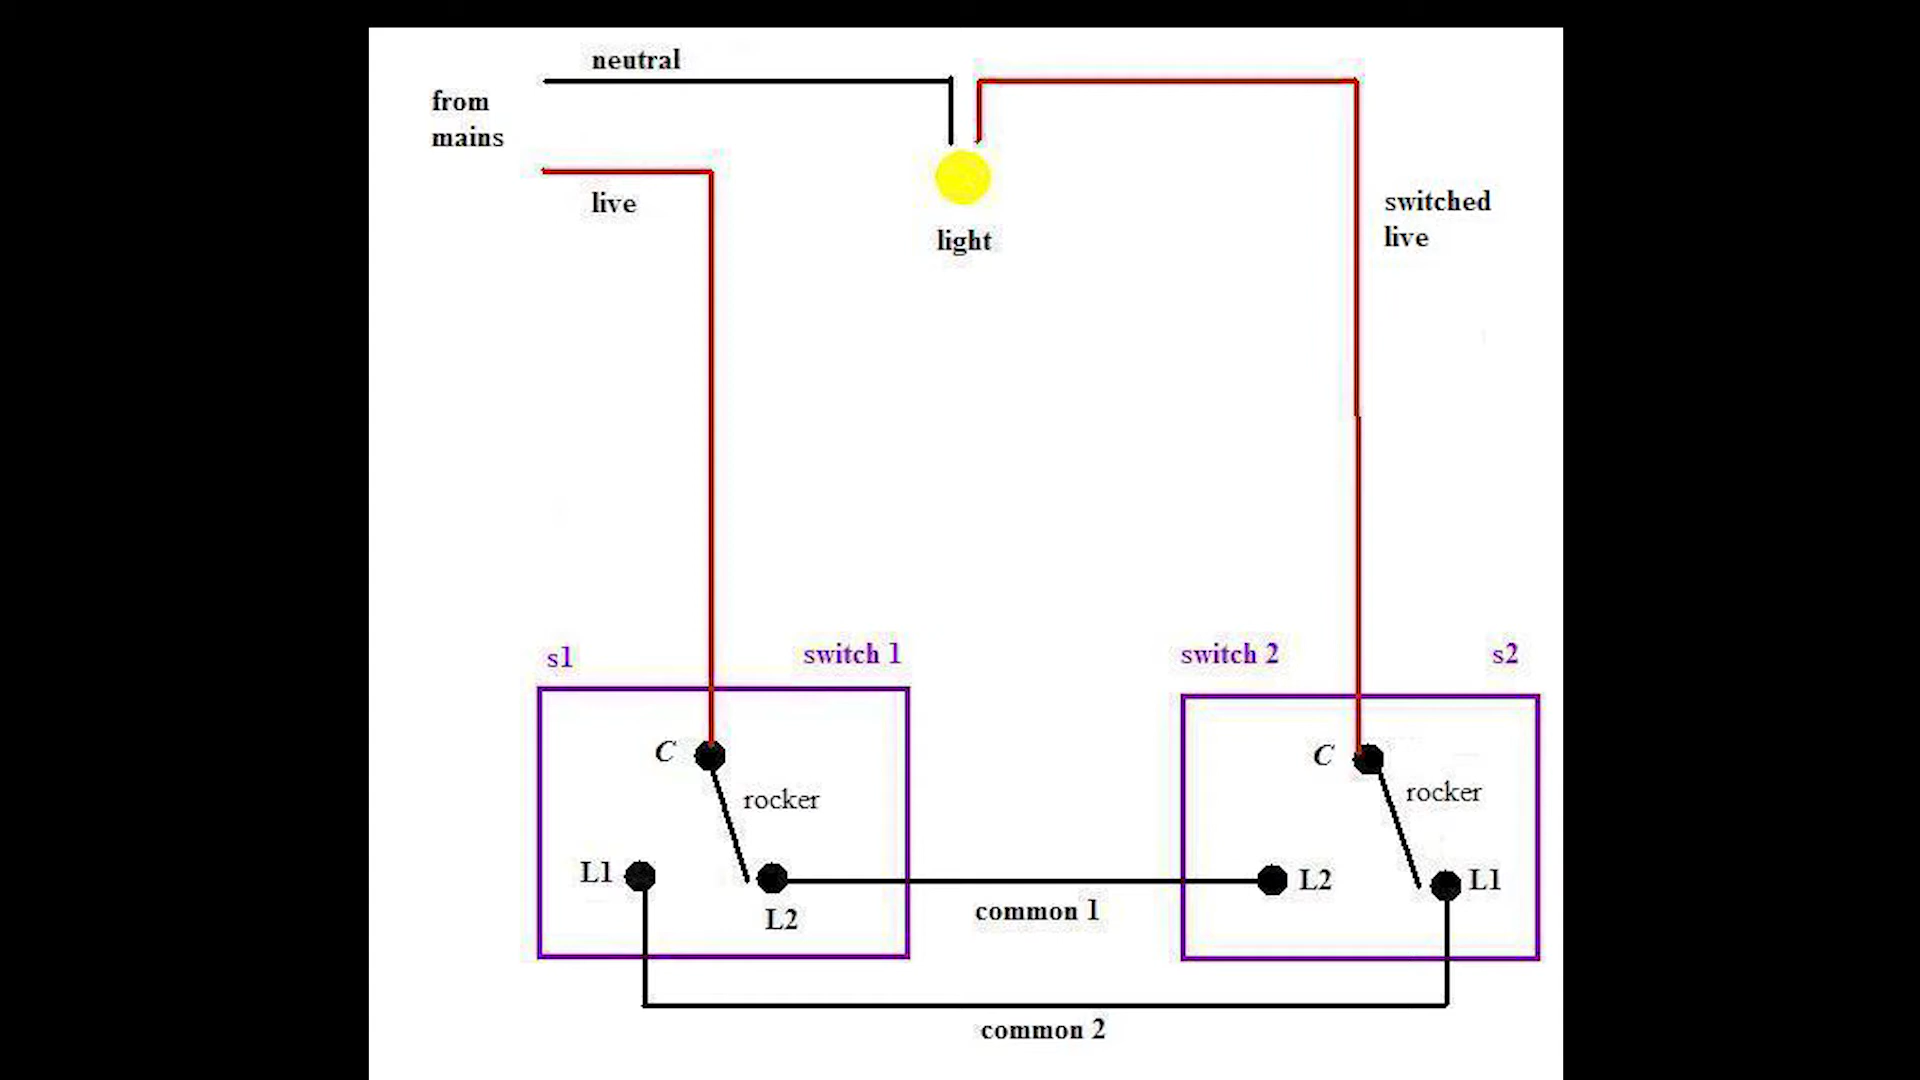 neutral
from
mains
live
light
switched
live
s1
switch 1
switch 2
s2
C
rocker
C
rocker
L1
L2
L2
L1
common 1
common 2